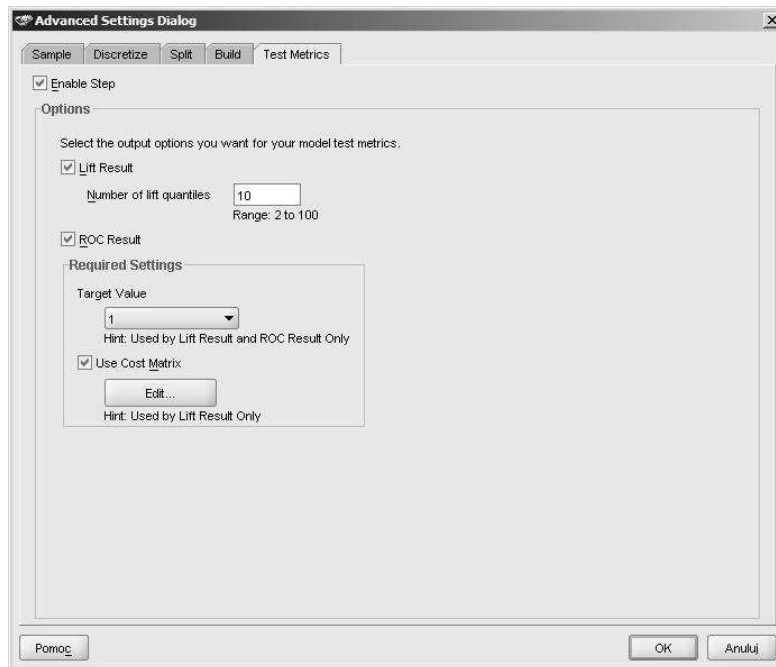 Advanced Settings Dialog
Sample Discretize Split Build Test Metrics
Enable Step
Options
Select the output options you want for your model test metrics.
Lift Result
Number of lift quantiles 10
Range: 2 to 100
ROC Result
Required Settings
Target Value
1
Hint: Used by Lift Result and ROC Result Only
Use Cost Matrix
Edit...
Hint: Used by Lift Result Only
Pomoc OK Anuluj